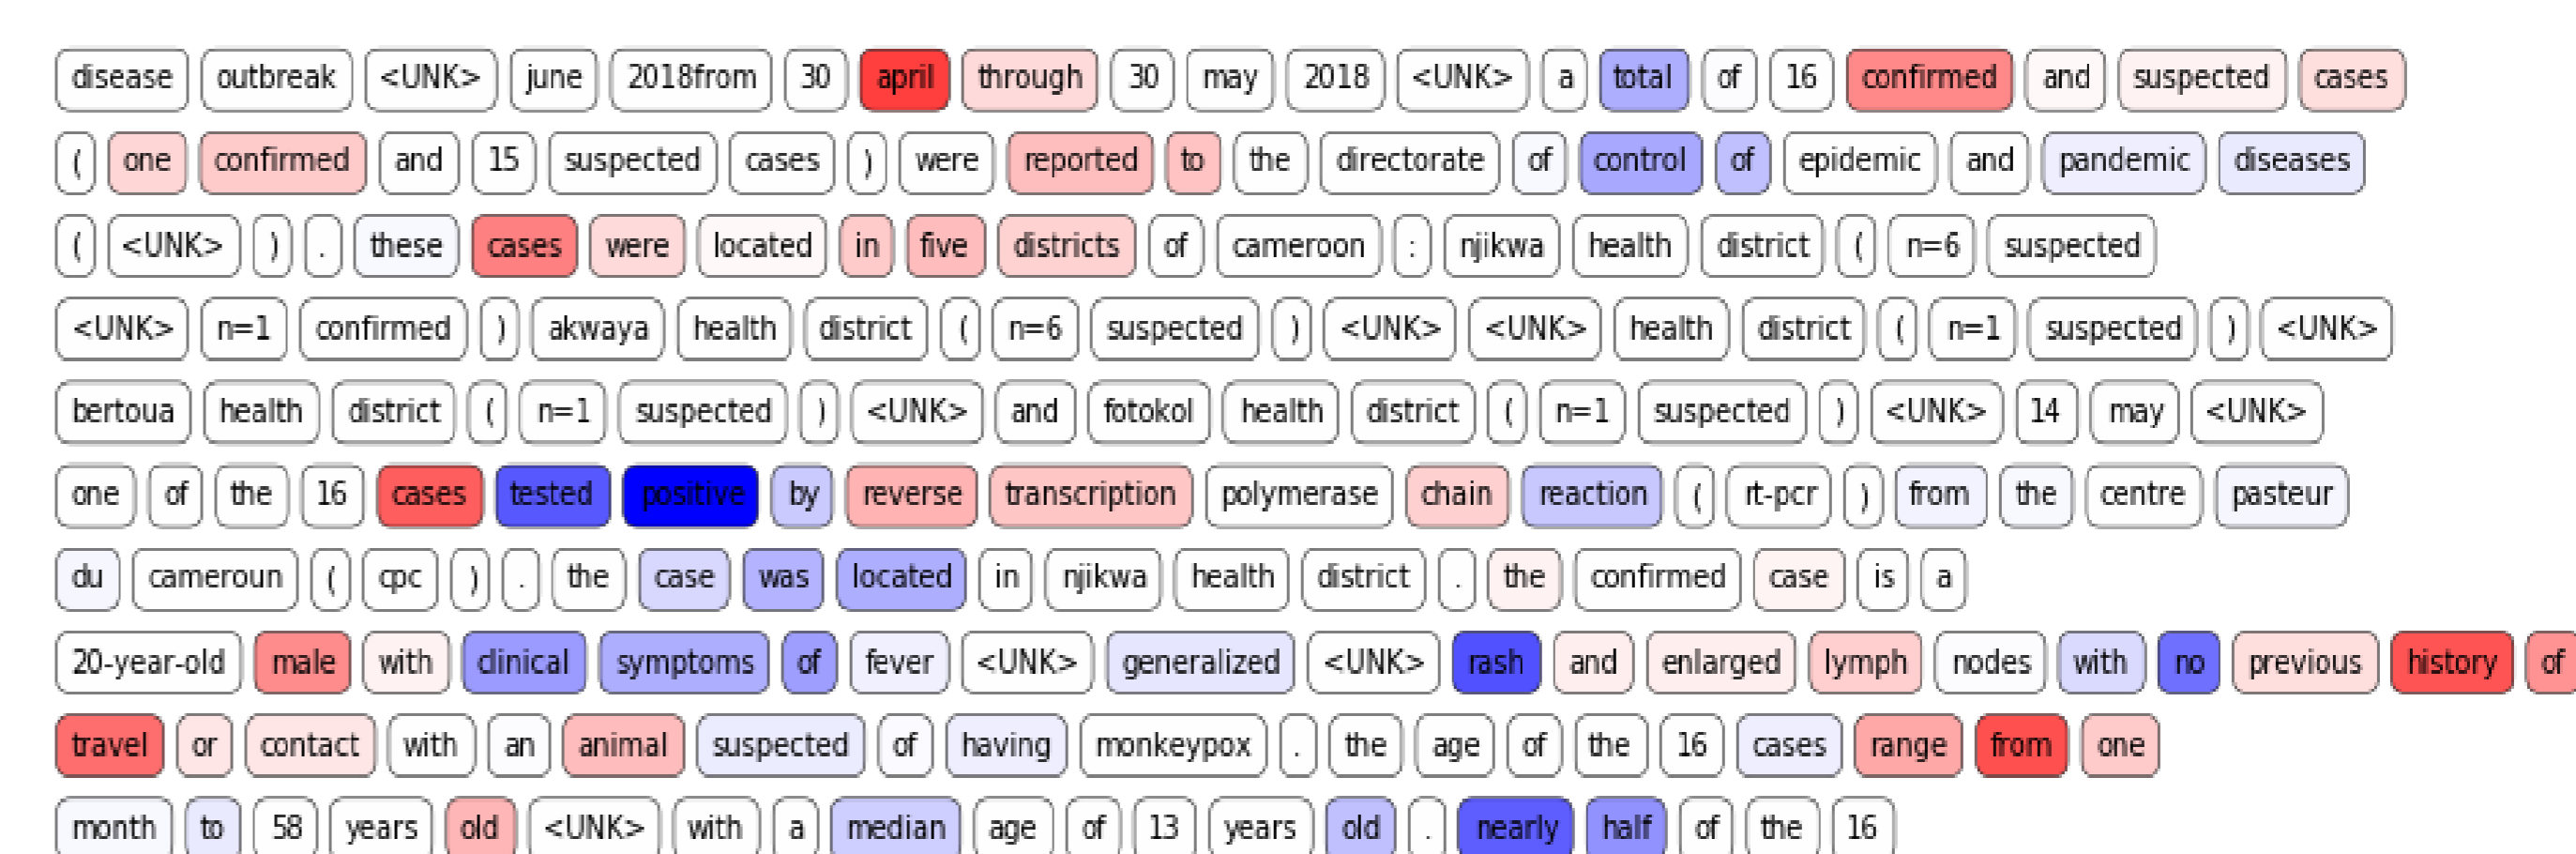 disease outbreak <UNK> june 2018from 30 april through 30 may 2018 <UNK> a total of 16 confirmed and suspected cases
( one confirmed and 15 suspected cases ) were reported to the directorate of control of epidemic and pandemic diseases
( <UNK> ) . these cases were located in five districts of cameroon : njikwa health district ( n=6 suspected
<UNK> n=1 confirmed ) akwaya health district ( n=6 suspected ) <UNK> <UNK> health district ( n=1 suspected ) <UNK>
bertoua health district ( n=1 suspected ) <UNK> and fotokol health district ( n=1 suspected ) <UNK> 14 may <UNK>
one of the 16 cases tested positive by reverse transcription polymerase chain reaction ( rt-pcr ) from the centre pasteur
du cameroun ( cpc ) . the case was located in njikwa health district . the confirmed case is a
20-year-old male with clinical symptoms of fever <UNK> generalized <UNK> rash and enlarged lymph nodes with no previous history of
travel or contact with an animal suspected of having monkeypox . the age of the 16 cases range from one
month to 58 years old <UNK> with a median age of 13 years old . nearly half of the 16